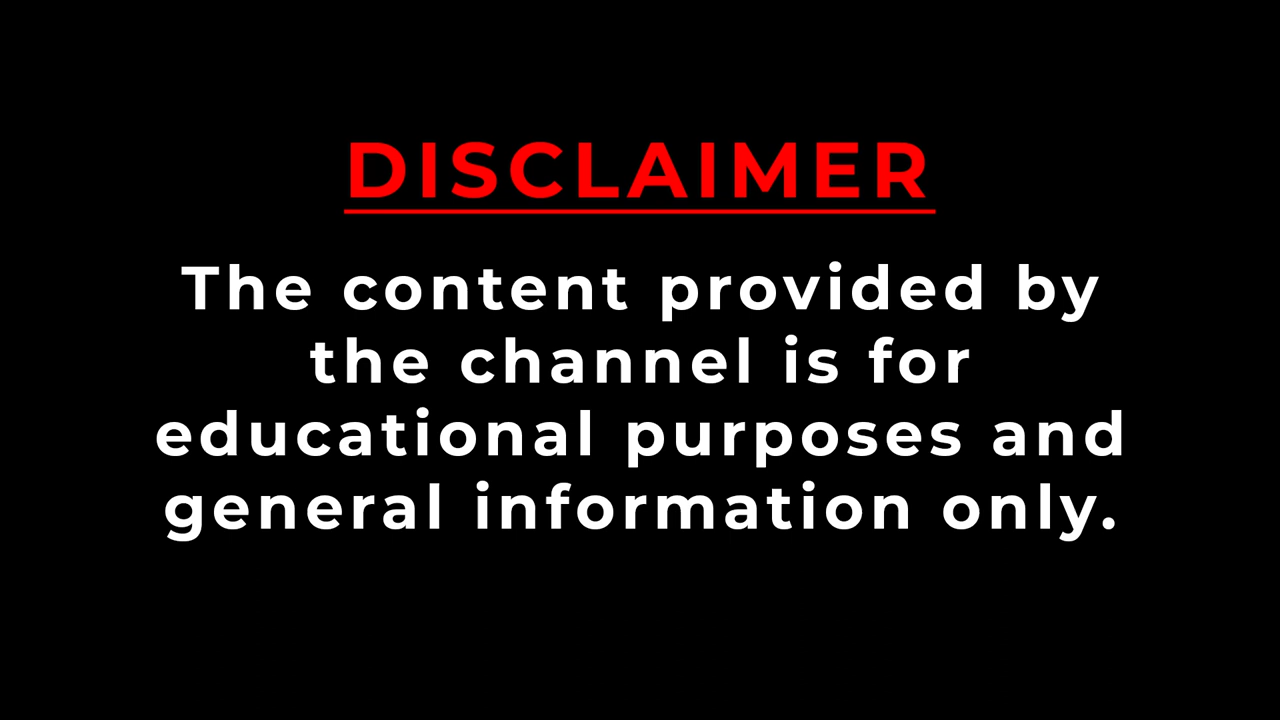 DISCLAIMER
The content provided by
the channel is for
educational purposes and
general information only.